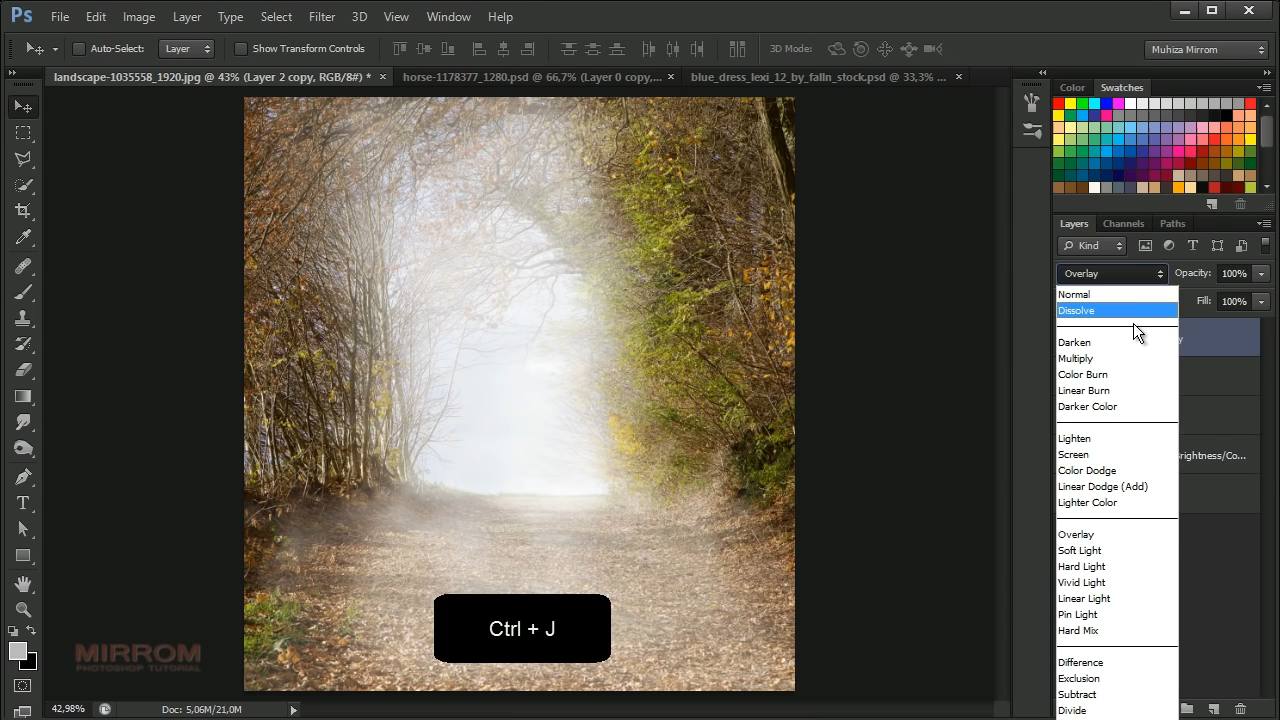 Ps File Edit Image Layer Type Select Filter 3D View Window Help
Auto-Select: Layer Show Transform Controls 3D Mode: Muhiza Mirrom
landscape-1035558_1920.jpg @ 43% (Layer 2 copy, RGB/8#) * × horse-1178377_1280.psd @ 66,7% (Layer 0 copy,... × blue_dress_lexi_12_by_falln_stock.psd @ 33,3% ... ×
Color Swatches
Layers Channels Paths
Kind
Overlay Opacity: 100%
Fill: 100%
Normal
Dissolve
Darken
Multiply
Color Burn
Linear Burn
Darker Color
Lighten
Screen
Color Dodge
Linear Dodge (Add)
Lighter Color
Overlay
Soft Light
Hard Light
Vivid Light
Linear Light
Pin Light
Hard Mix
Difference
Exclusion
Subtract
Divide
Brightness/Co...
Ctrl + J
MIRROM
PHOTOSHOP TUTORIAL
42,98% Doc: 5,06M/21,0M